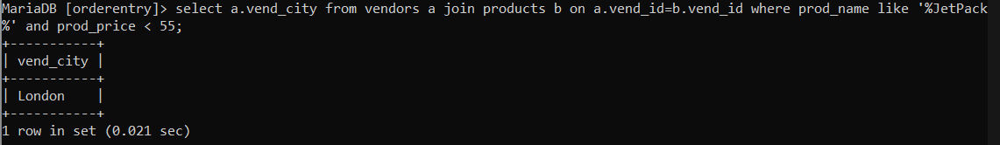 MariaDB [orderentry]> select a.vend_city from vendors a join products b on a.vend_id=b.vend_id where prod_name like '%JetPack
%' and prod_price < 55;
+-----------+
| vend_city |
+-----------+
| London    |
+-----------+
1 row in set (0.021 sec)